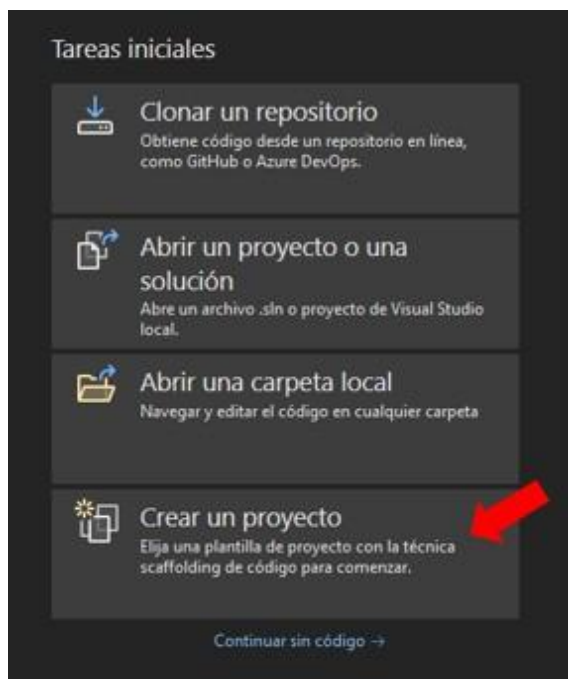 Tareas iniciales
Clonar un repositorio
Obtiene código desde un repositorio en línea,
como GitHub o Azure DevOps.
Abrir un proyecto o una
solución
Abre un archivo .sln o proyecto de Visual Studio
local.
Abrir una carpeta local
Navegar y editar el código en cualquier carpeta
Crear un proyecto
Elija una plantilla de proyecto con la técnica
scaffolding de código para comenzar.
Continuar sin código →